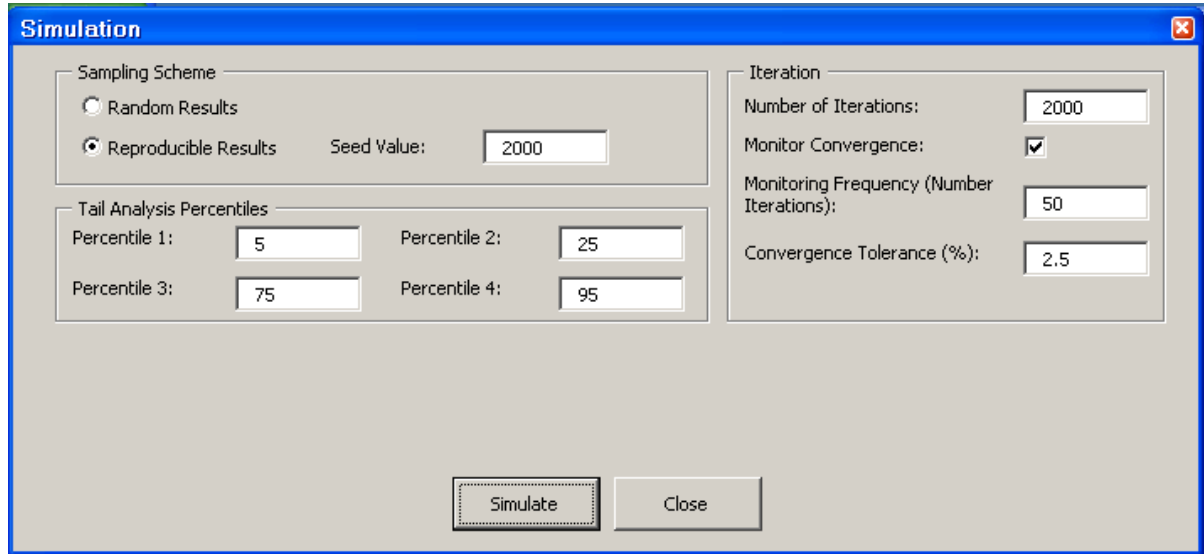 Simulation
Sampling Scheme
Random Results
Reproducible Results Seed Value: 2000
Tail Analysis Percentiles
Percentile 1: 5 Percentile 2: 25
Percentile 3: 75 Percentile 4: 95
Iteration
Number of Iterations: 2000
Monitor Convergence:
Monitoring Frequency (Number
Iterations): 50
Convergence Tolerance (%): 2.5
Simulate Close